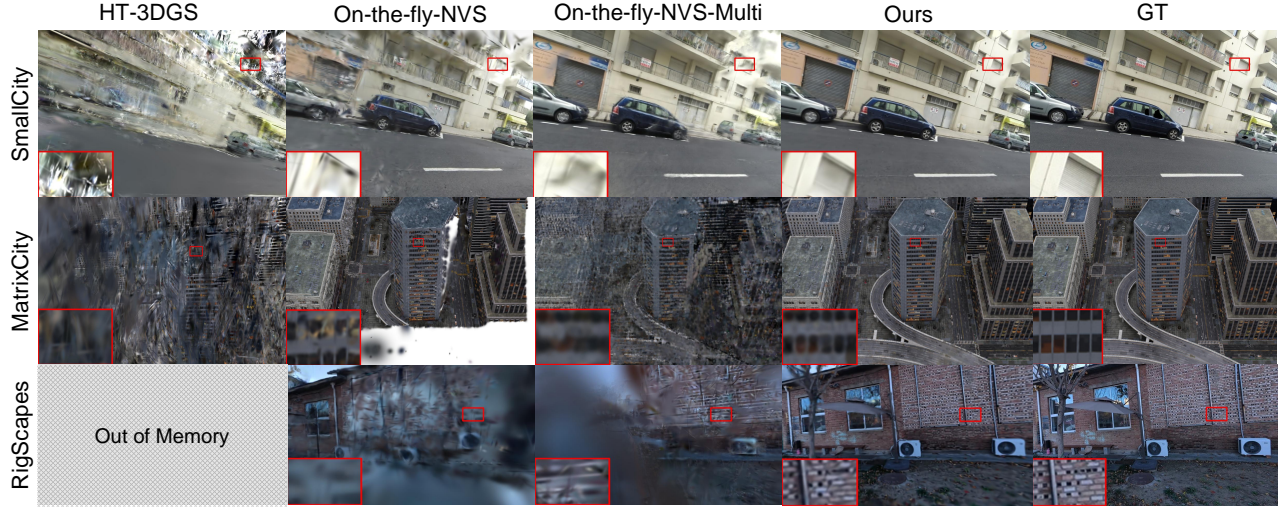 HT-3DGS On-the-fly-NVS On-the-fly-NVS-Multi Ours GT
SmallCity
MatrixCity
RigScapes
Out of Memory